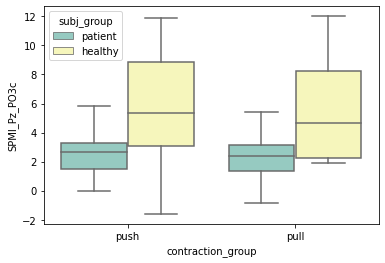 subj_group
patient
healthy
12
10
8
6
4
2
0
−2
SPMI_Pz_PO3c
push
pull
contraction_group